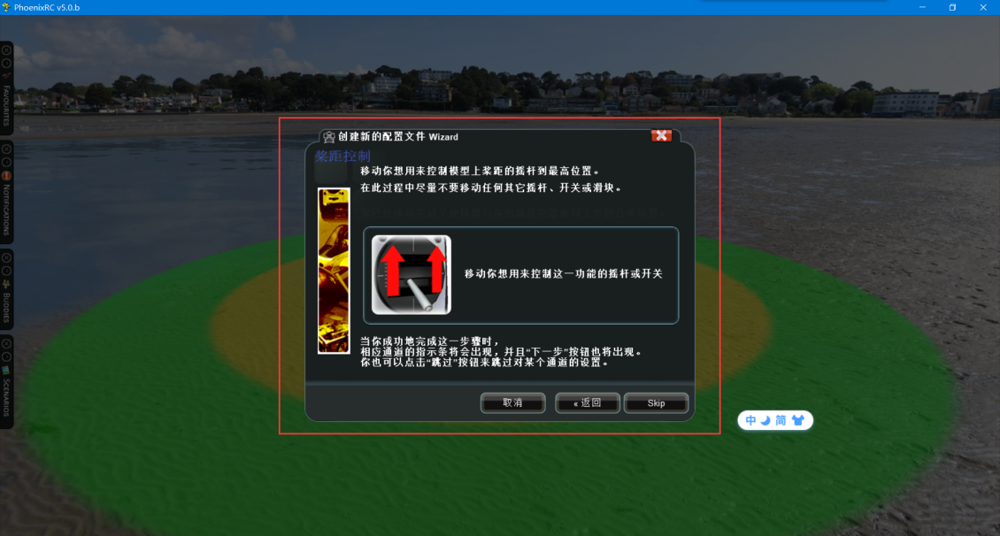 PhoenixRC v5.0.b
FAVOURITES
NOTIFICATIONS
BUDDIES
SCENARIOS
创建新的配置文件 Wizard
桨距控制
移动你想用来控制模型上桨距的摇杆到最高位置。
在此过程中尽量不要移动任何其它摇杆、开关或滑块。
移动你想用来控制这一功能的摇杆或开关
当你成功地完成这一步骤时，
相应通道的指示条将会出现，并且“下一步”按钮也将出现。
你也可以点击“跳过”按钮来跳过对某个通道的设置。
取消
« 返回
Skip
中 简